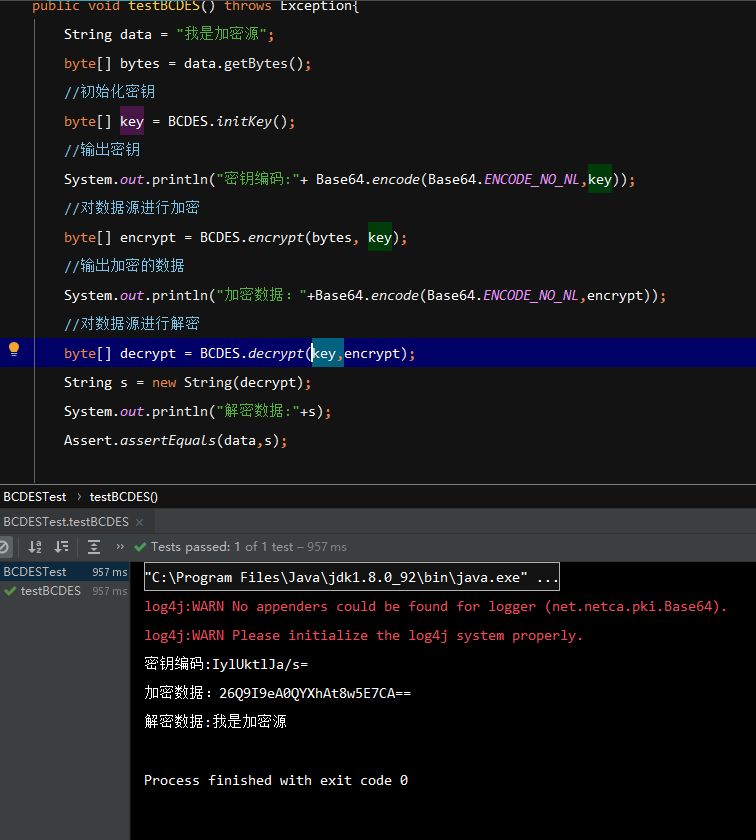 public void testBCDES() throws Exception{
String data = "我是加密源";
byte[] bytes = data.getBytes();
//初始化密钥
byte[] key = BCDES.initKey();
//输出密钥
System.out.println("密钥编码:"+ Base64.encode(Base64.ENCODE_NO_NL,key));
//对数据源进行加密
byte[] encrypt = BCDES.encrypt(bytes, key);
//输出加密的数据
System.out.println("加密数据："+Base64.encode(Base64.ENCODE_NO_NL,encrypt));
//对数据源进行解密
byte[] decrypt = BCDES.decrypt(key,encrypt);
String s = new String(decrypt);
System.out.println("解密数据:"+s);
Assert.assertEquals(data,s);
BCDESTest › testBCDES()
BCDESTest.testBCDES ×
» Tests passed: 1 of 1 test – 957 ms
BCDESTest 957 ms
testBCDES 957 ms
"C:\Program Files\Java\jdk1.8.0_92\bin\java.exe" ...
log4j:WARN No appenders could be found for logger (net.netca.pki.Base64).
log4j:WARN Please initialize the log4j system properly.
密钥编码:IylUktlJa/s=
加密数据：26Q9I9eA0QYXhAt8w5E7CA==
解密数据:我是加密源
Process finished with exit code 0